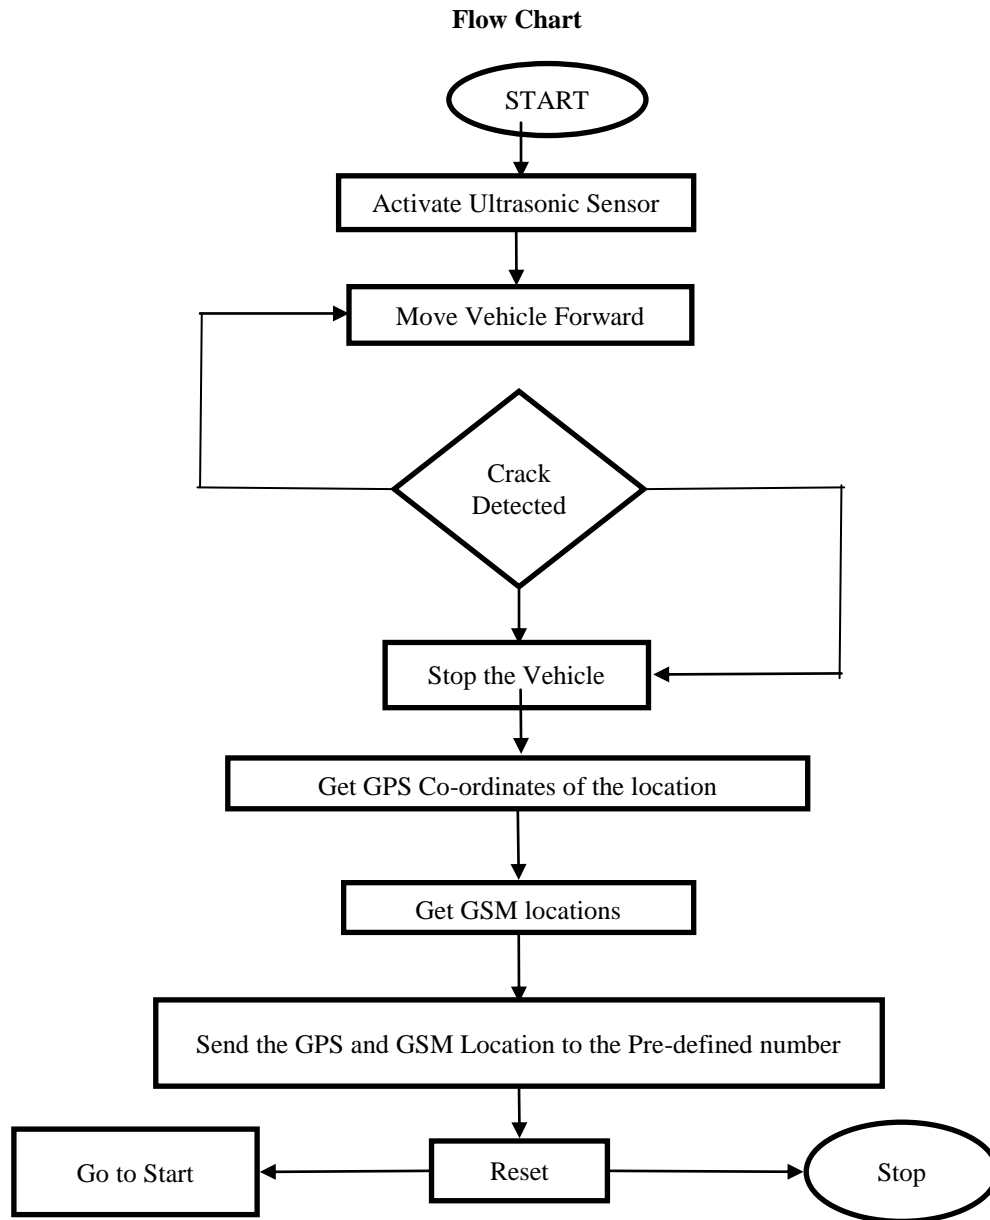 Flow Chart
START
Activate Ultrasonic Sensor
Move Vehicle Forward
Crack
Detected
Stop the Vehicle
Get GPS Co-ordinates of the location
Get GSM locations
Send the GPS and GSM Location to the Pre-defined number
Go to Start
Reset
Stop